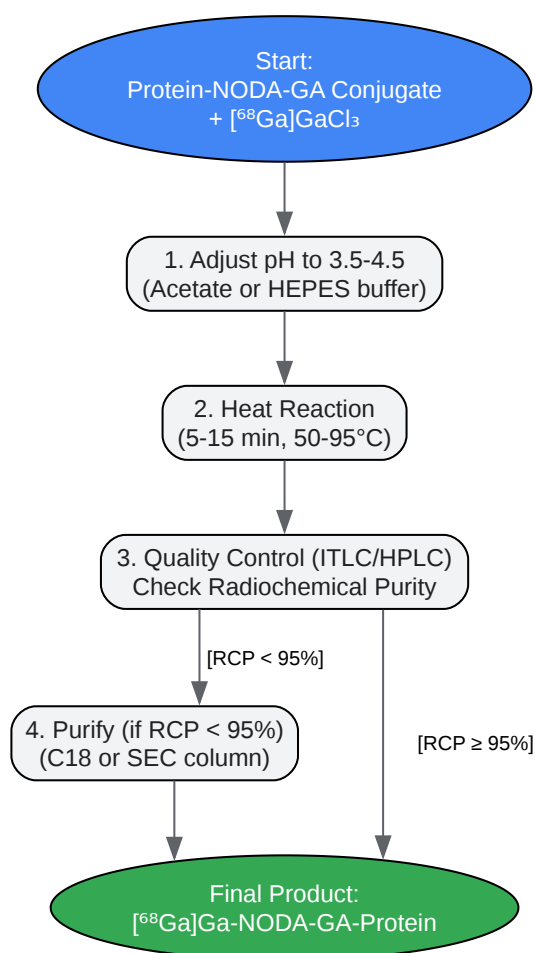 Start:
Protein-NODA-GA Conjugate
+ [⁶⁸Ga]GaCl₃
1. Adjust pH to 3.5-4.5
(Acetate or HEPES buffer)
2. Heat Reaction
(5-15 min, 50-95°C)
3. Quality Control (ITLC/HPLC)
Check Radiochemical Purity
[RCP < 95%]
4. Purify (if RCP < 95%)
(C18 or SEC column)
[RCP ≥ 95%]
Final Product:
[⁶⁸Ga]Ga-NODA-GA-Protein